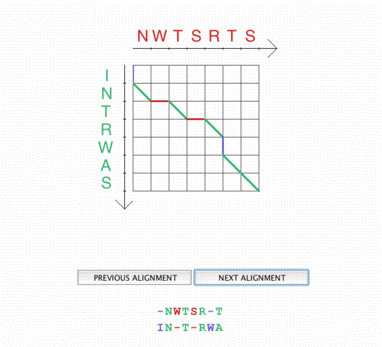 NWTSRTS
I
N
T
R
W
A
S
PREVIOUS ALIGNMENT NEXT ALIGNMENT
-NWTSR-T
IN-T-RWA